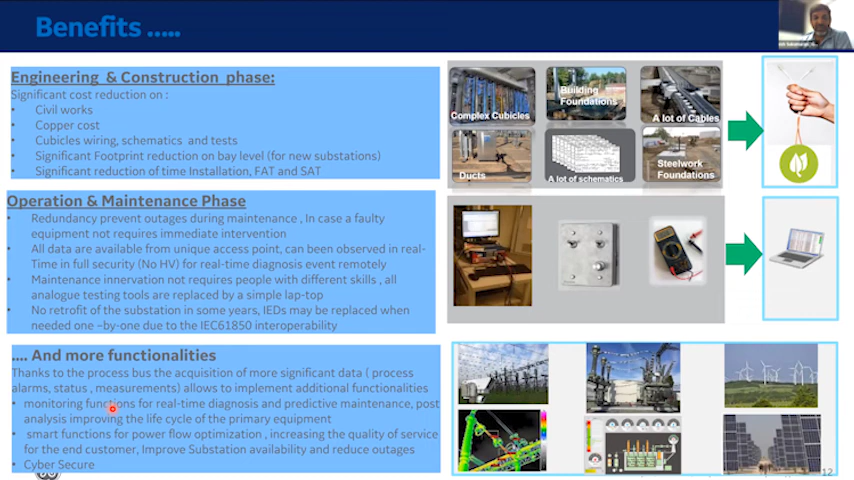 Benefits .....
Engineering & Construction phase:
Significant cost reduction on :
• Civil works
• Copper cost
• Cubicles wiring, schematics and tests
• Significant Footprint reduction on bay level (for new substations)
• Significant reduction of time Installation, FAT and SAT
Operation & Maintenance Phase
• Redundancy prevent outages during maintenance , In case a faulty
equipment not requires immediate intervention
• All data are available from unique access point, can been observed in real-
Time in full security (No HV) for real-time diagnosis event remotely
• Maintenance innervation not requires people with different skills , all
analogue testing tools are replaced by a simple lap-top
• No retrofit of the substation in some years, IEDs may be replaced when
needed one –by-one due to the IEC61850 interoperability
.... And more functionalities
Thanks to the process bus the acquisition of more significant data ( process
alarms, status , measurements) allows to implement additional functionalities
• monitoring functions for real-time diagnosis and predictive maintenance, post
analysis improving the life cycle of the primary equipment
• smart functions for power flow optimization , increasing the quality of service
for the end customer, Improve Substation availability and reduce outages
• Cyber Secure
Complex Cubicles
Building
Foundations
A lot of Cables
Ducts
A lot of schematics
Steelwork
Foundations
12